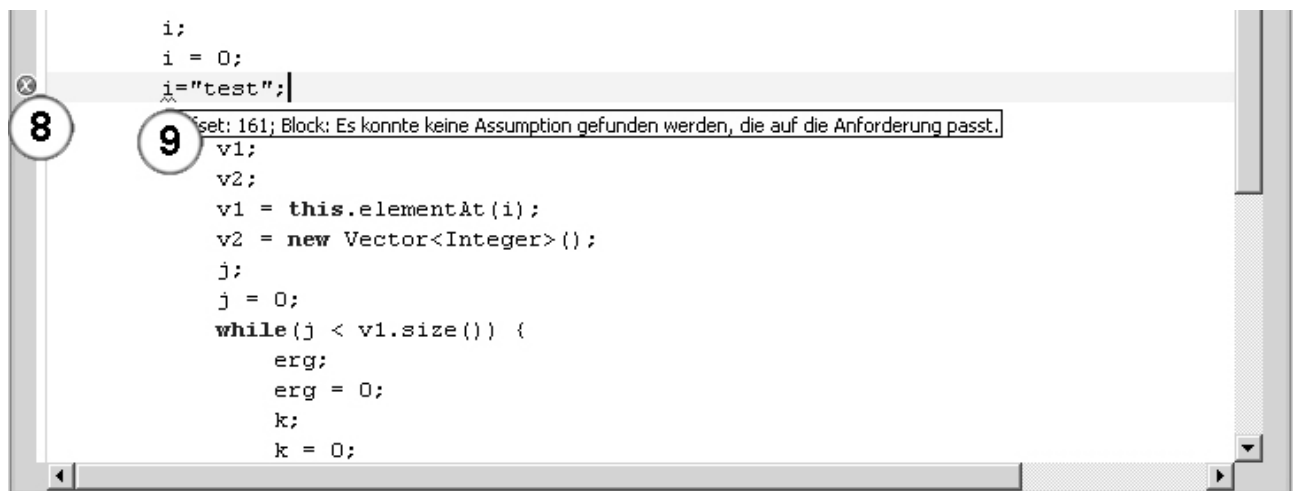 i;
i = 0;
i="test";
8
9
set: 161; Block: Es konnte keine Assumption gefunden werden, die auf die Anforderung passt.
v1;
v2;
v1 = this.elementAt(i);
v2 = new Vector<Integer>();
j;
j = 0;
while(j < v1.size()) {
erg;
erg = 0;
k;
k = 0;